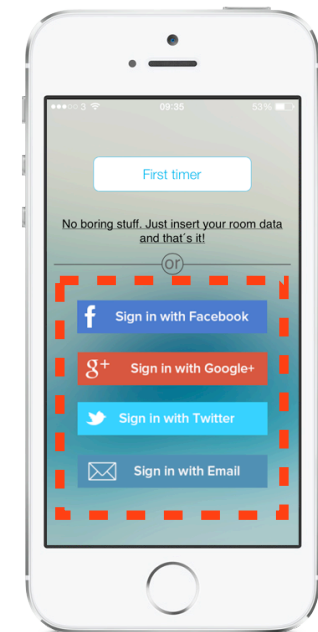 3 09:35 53%
First timer
No boring stuff. Just insert your room data
and that´s it!
or
f Sign in with Facebook
g+ Sign in with Google+
Sign in with Twitter
Sign in with Email